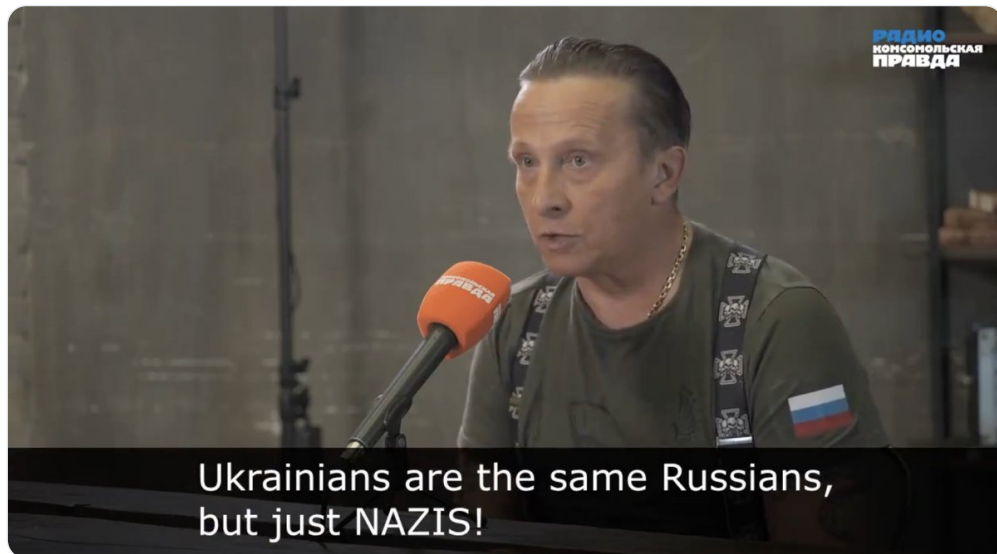 РАДИО
КОМСОМОЛЬСКАЯ
ПРАВДА
ПРАВДА
Ukrainians are the same Russians,
but just NAZIS!